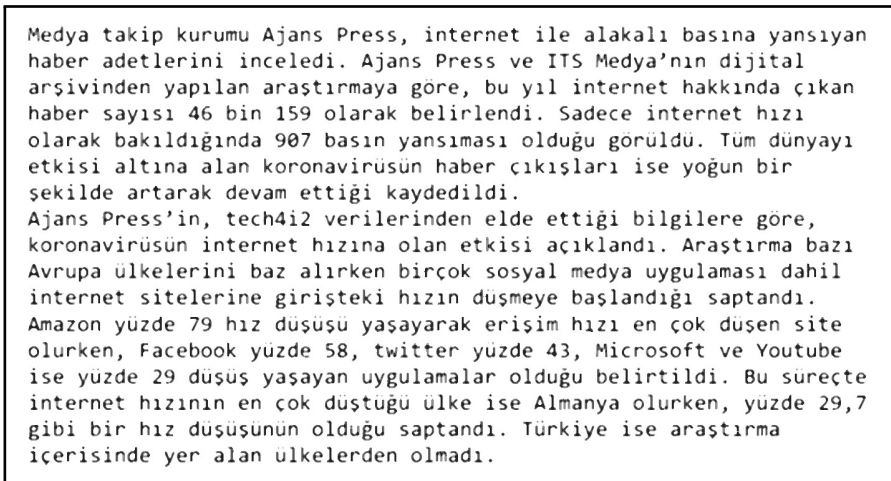 Medya takip kurumu Ajans Press, internet ile alakalı basına yansıyan
haber adetlerini inceledi. Ajans Press ve ITS Medya’nın dijital
arşivinden yapılan araştırmaya göre, bu yıl internet hakkında çıkan
haber sayısı 46 bin 159 olarak belirlendi. Sadece internet hızı
olarak bakıldığında 907 basın yansıması olduğu görüldü. Tüm dünyayı
etkisi altına alan koronavirüsün haber çıkışları ise yoğun bir
şekilde artarak devam ettiği kaydedildi.
Ajans Press’in, tech4i2 verilerinden elde ettiği bilgilere göre,
koronavirüsün internet hızına olan etkisi açıklandı. Araştırma bazı
Avrupa ülkelerini baz alırken birçok sosyal medya uygulaması dahil
internet sitelerine girişteki hızın düşmeye başlandığı saptandı.
Amazon yüzde 79 hız düşüşü yaşayarak erişim hızı en çok düşen site
olurken, Facebook yüzde 58, twitter yüzde 43, Microsoft ve Youtube
ise yüzde 29 düşüş yaşayan uygulamalar olduğu belirtildi. Bu süreçte
internet hızının en çok düştüğü ülke ise Almanya olurken, yüzde 29,7
gibi bir hız düşüşünün olduğu saptandı. Türkiye ise araştırma
içerisinde yer alan ülkelerden olmadı.